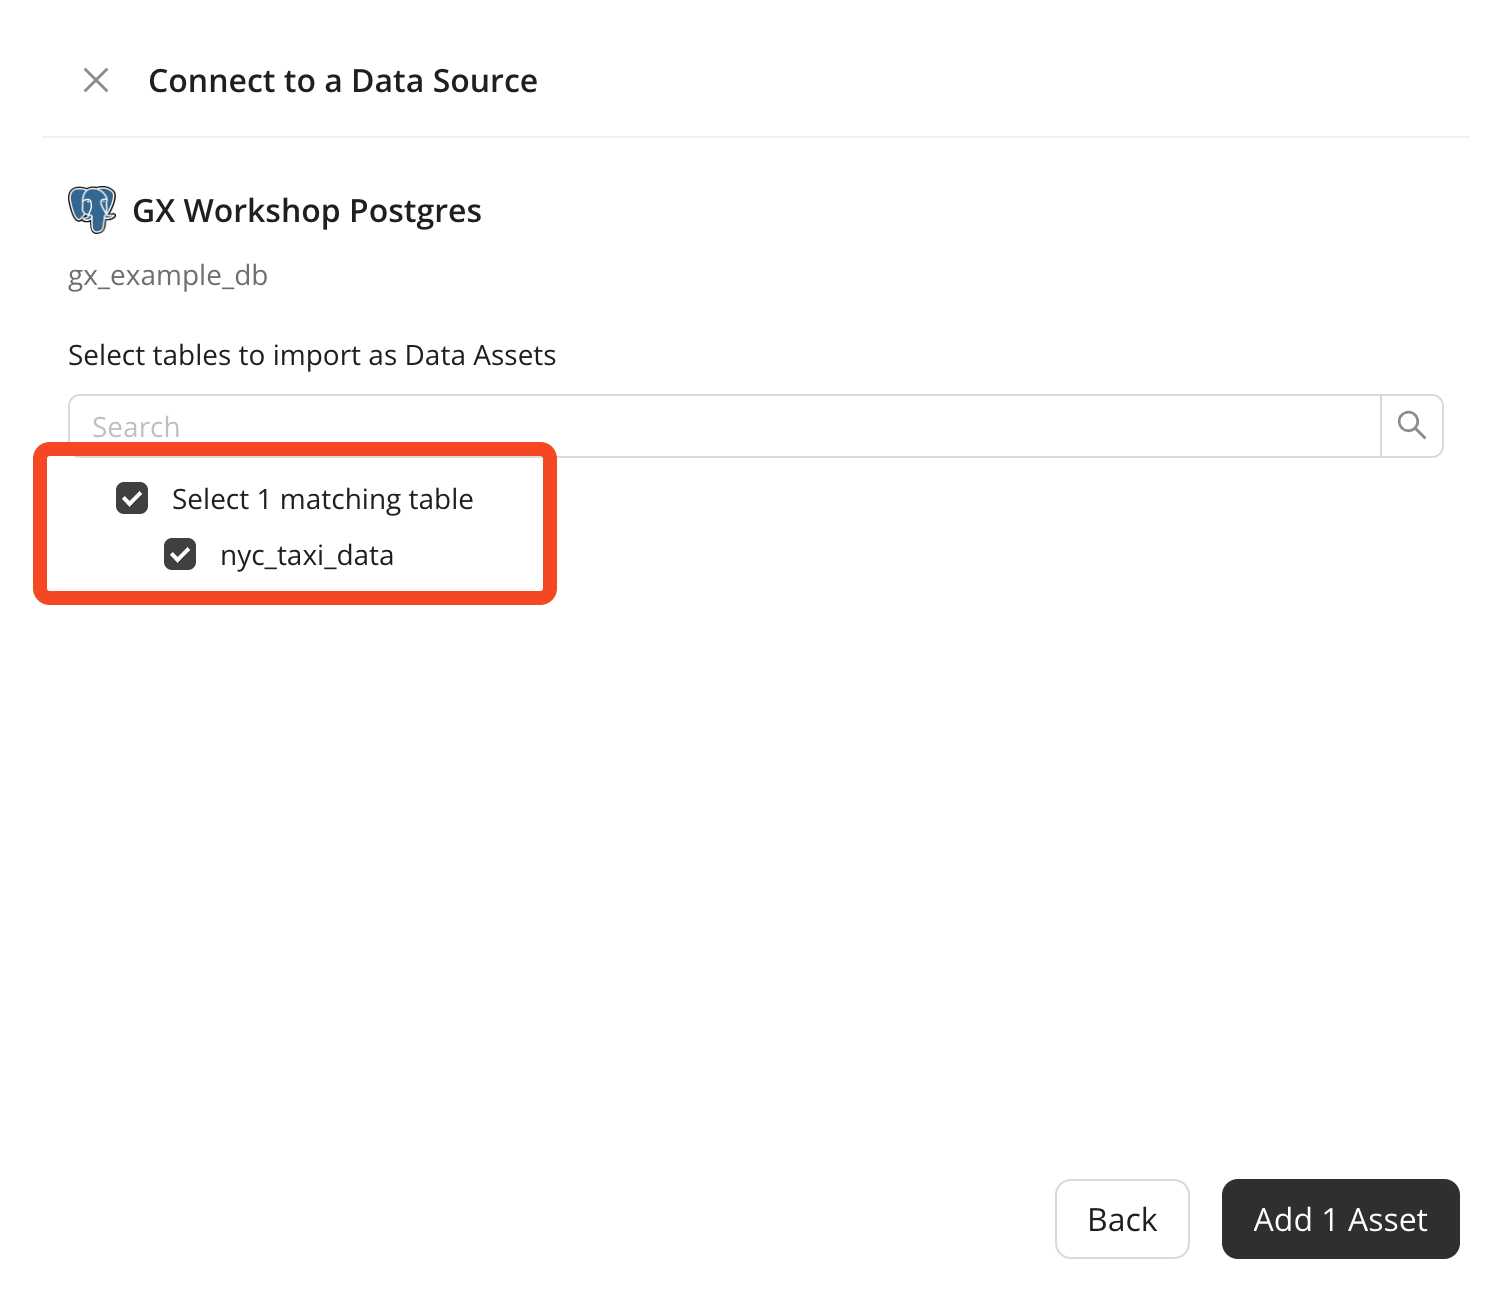 Connect to a Data Source
GX Workshop Postgres
gx_example_db
Select tables to import as Data Assets
Search
Select 1 matching table
nyc_taxi_data
Back
Add 1 Asset